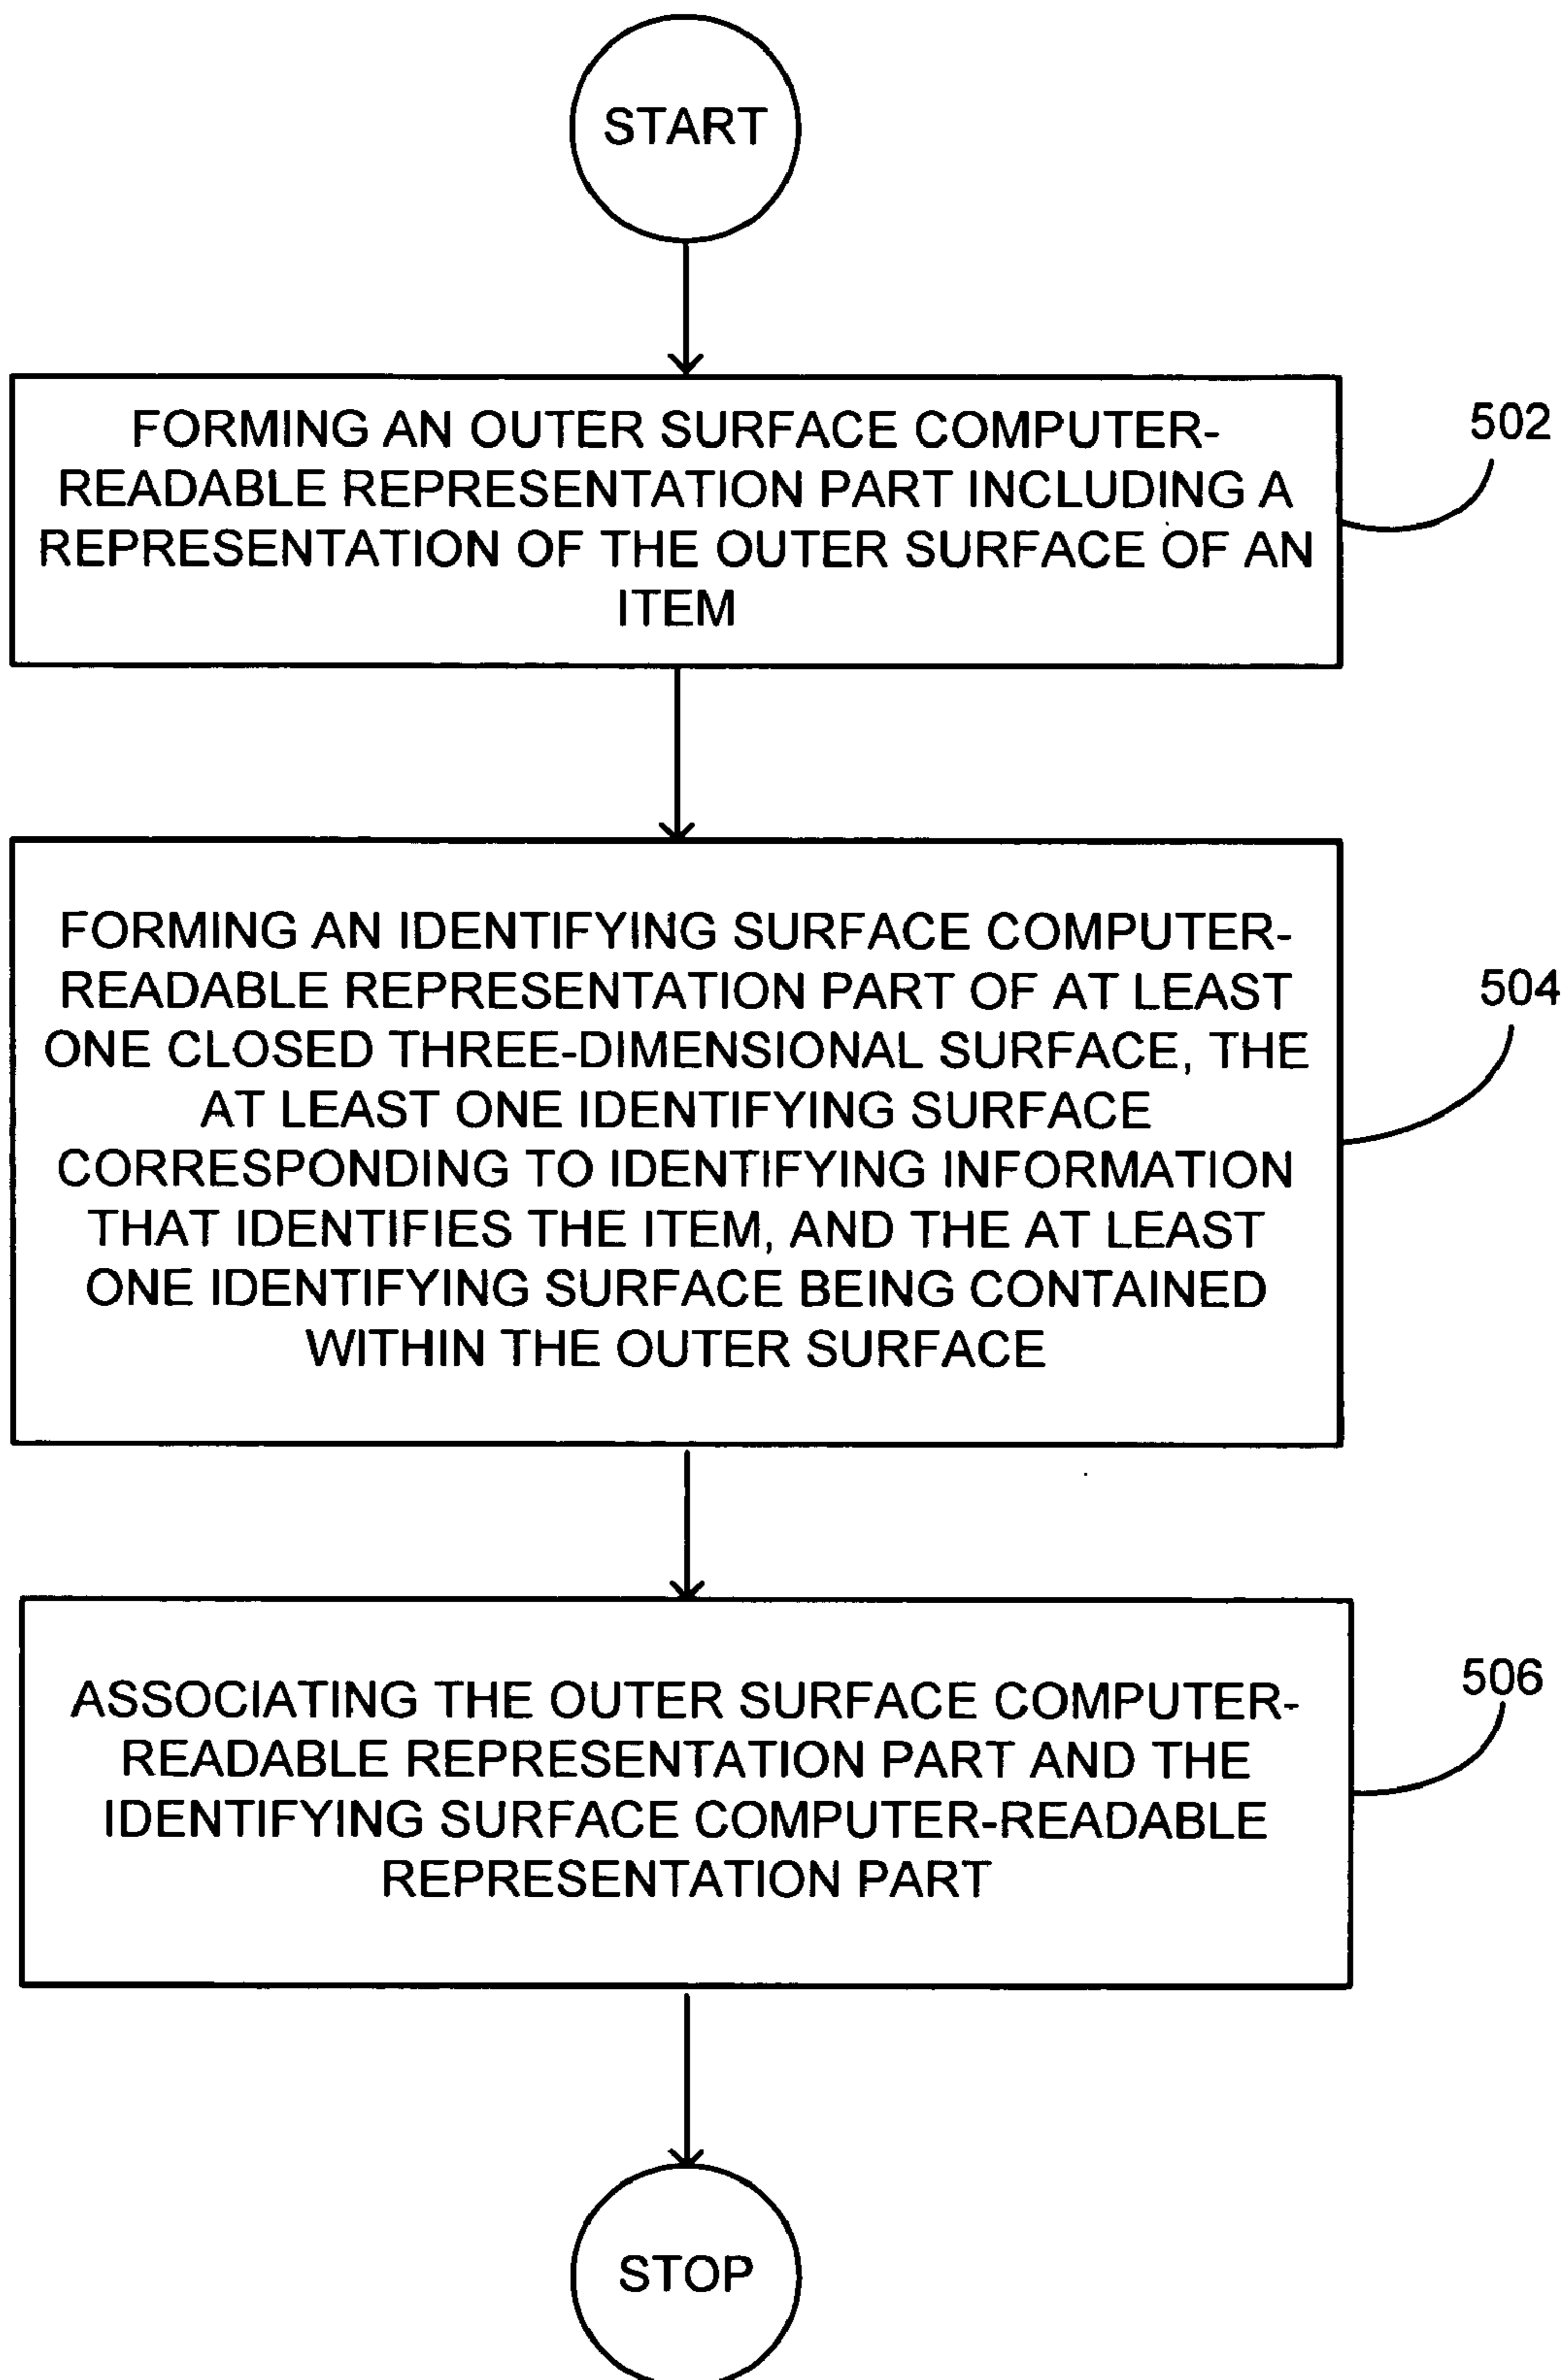 START
FORMING AN OUTER SURFACE COMPUTER-
READABLE REPRESENTATION PART INCLUDING A
REPRESENTATION OF THE OUTER SURFACE OF AN
ITEM
502
FORMING AN IDENTIFYING SURFACE COMPUTER-
READABLE REPRESENTATION PART OF AT LEAST
ONE CLOSED THREE-DIMENSIONAL SURFACE, THE
AT LEAST ONE IDENTIFYING SURFACE
CORRESPONDING TO IDENTIFYING INFORMATION
THAT IDENTIFIES THE ITEM, AND THE AT LEAST
ONE IDENTIFYING SURFACE BEING CONTAINED
WITHIN THE OUTER SURFACE
504
ASSOCIATING THE OUTER SURFACE COMPUTER-
READABLE REPRESENTATION PART AND THE
IDENTIFYING SURFACE COMPUTER-READABLE
REPRESENTATION PART
506
STOP